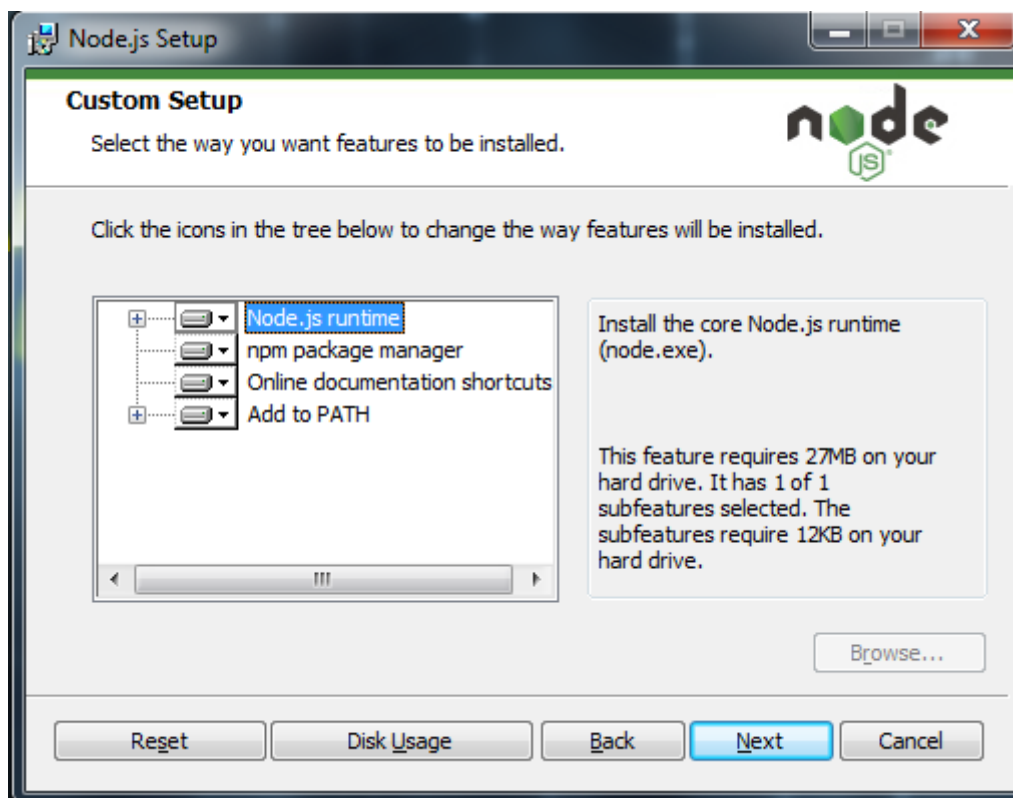 Node.js Setup
Custom Setup
Select the way you want features to be installed.
node
JS
Click the icons in the tree below to change the way features will be installed.
Node.js runtime
npm package manager
Online documentation shortcuts
Add to PATH
Install the core Node.js runtime
(node.exe).
This feature requires 27MB on your
hard drive. It has 1 of 1
subfeatures selected. The
subfeatures require 12KB on your
hard drive.
Browse...
Reset
Disk Usage
Back
Next
Cancel